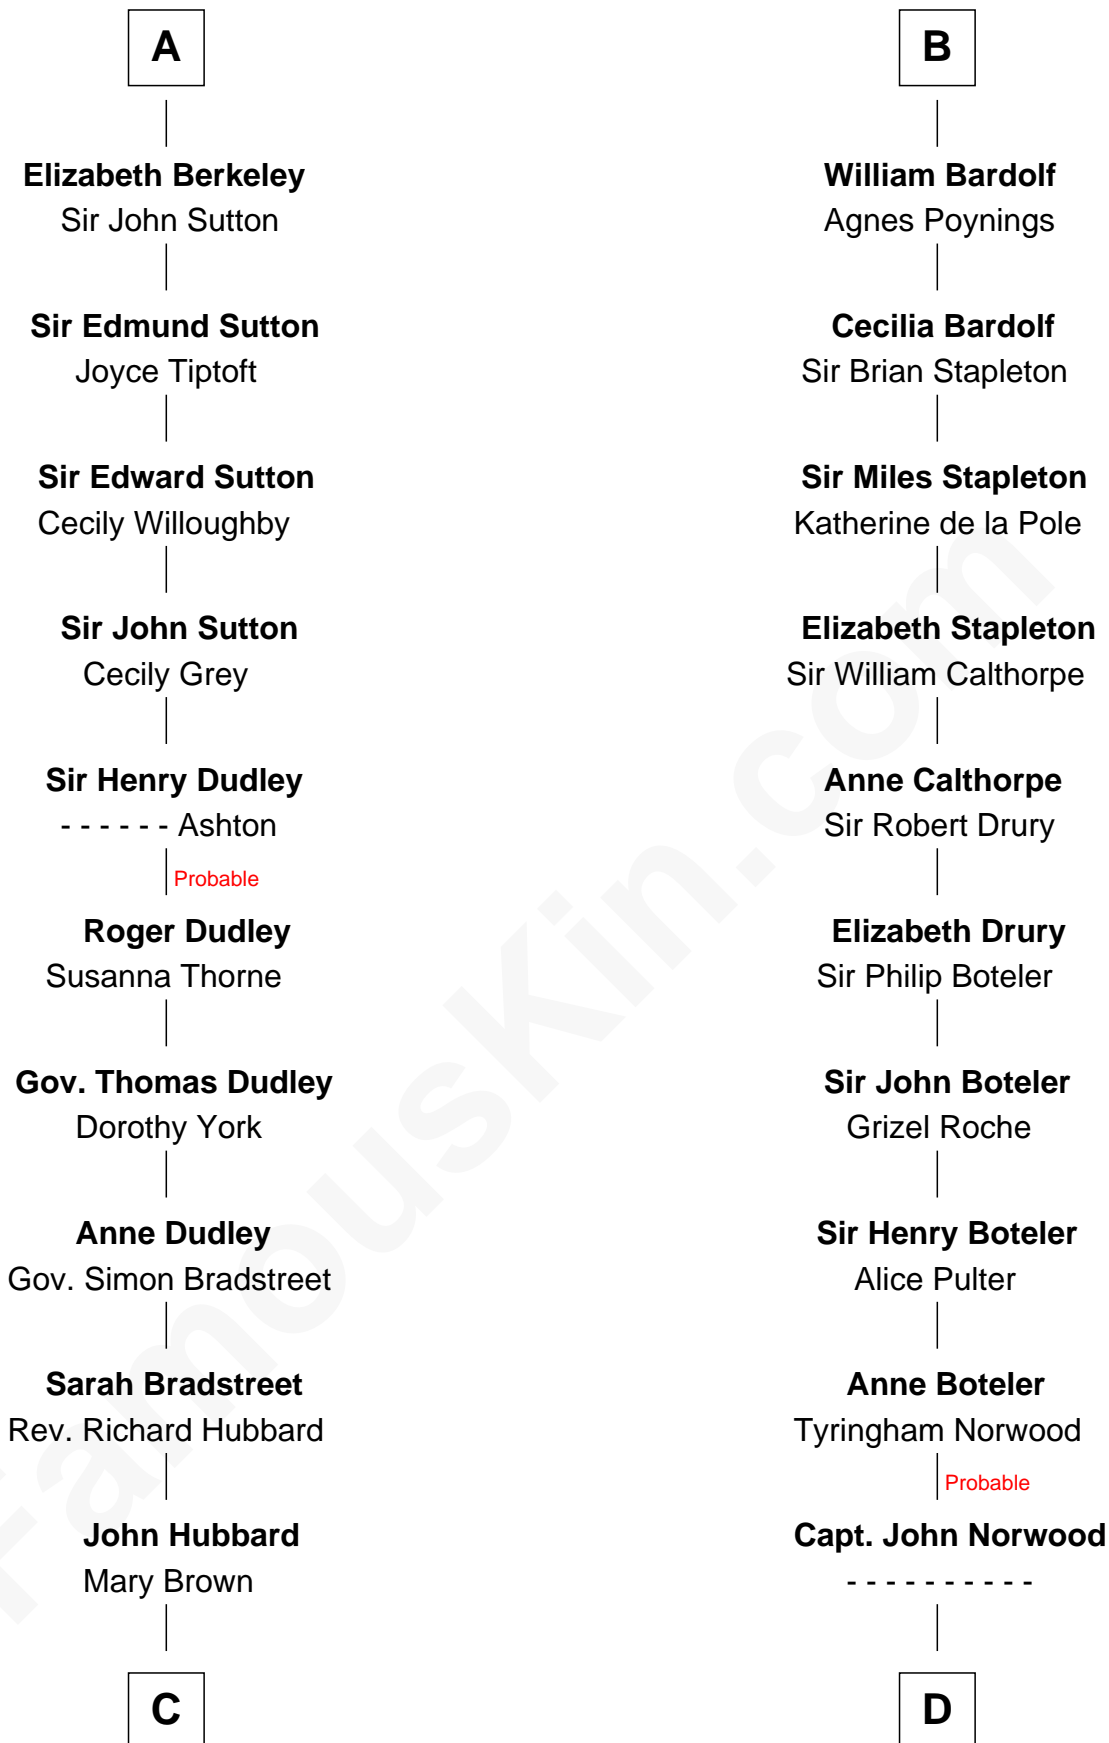 A
Elizabeth Berkeley
Sir John Sutton
Sir Edmund Sutton
Joyce Tiptoft
Sir Edward Sutton
Cecily Willoughby
Sir John Sutton
Cecily Grey
Sir Henry Dudley
- - - - - - Ashton
Probable
Roger Dudley
Susanna Thorne
Gov. Thomas Dudley
Dorothy York
Anne Dudley
Gov. Simon Bradstreet
Sarah Bradstreet
Rev. Richard Hubbard
John Hubbard
Mary Brown
C
B
William Bardolf
Agnes Poynings
Cecilia Bardolf
Sir Brian Stapleton
Sir Miles Stapleton
Katherine de la Pole
Elizabeth Stapleton
Sir William Calthorpe
Anne Calthorpe
Sir Robert Drury
Elizabeth Drury
Sir Philip Boteler
Sir John Boteler
Grizel Roche
Sir Henry Boteler
Alice Pulter
Anne Boteler
Tyringham Norwood
Probable
Capt. John Norwood
- - - - - - - - - -
D
FamousKin.com